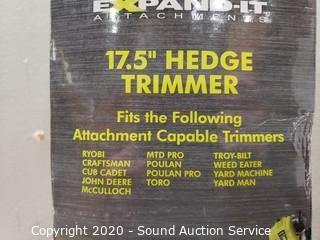 EXPAND-IT
ATTACHMENTS
17.5" HEDGE
TRIMMER
Fits the Following
Attachment Capable Trimmers
RYOBI
CRAFTSMAN
CUB CADET
JOHN DEERE
McCULLOCH
MTD PRO
POULAN
POULAN PRO
TORO
TROY-BILT
WEED EATER
YARD MACHINE
YARD MAN
Copyright 2020 - Sound Auction Service